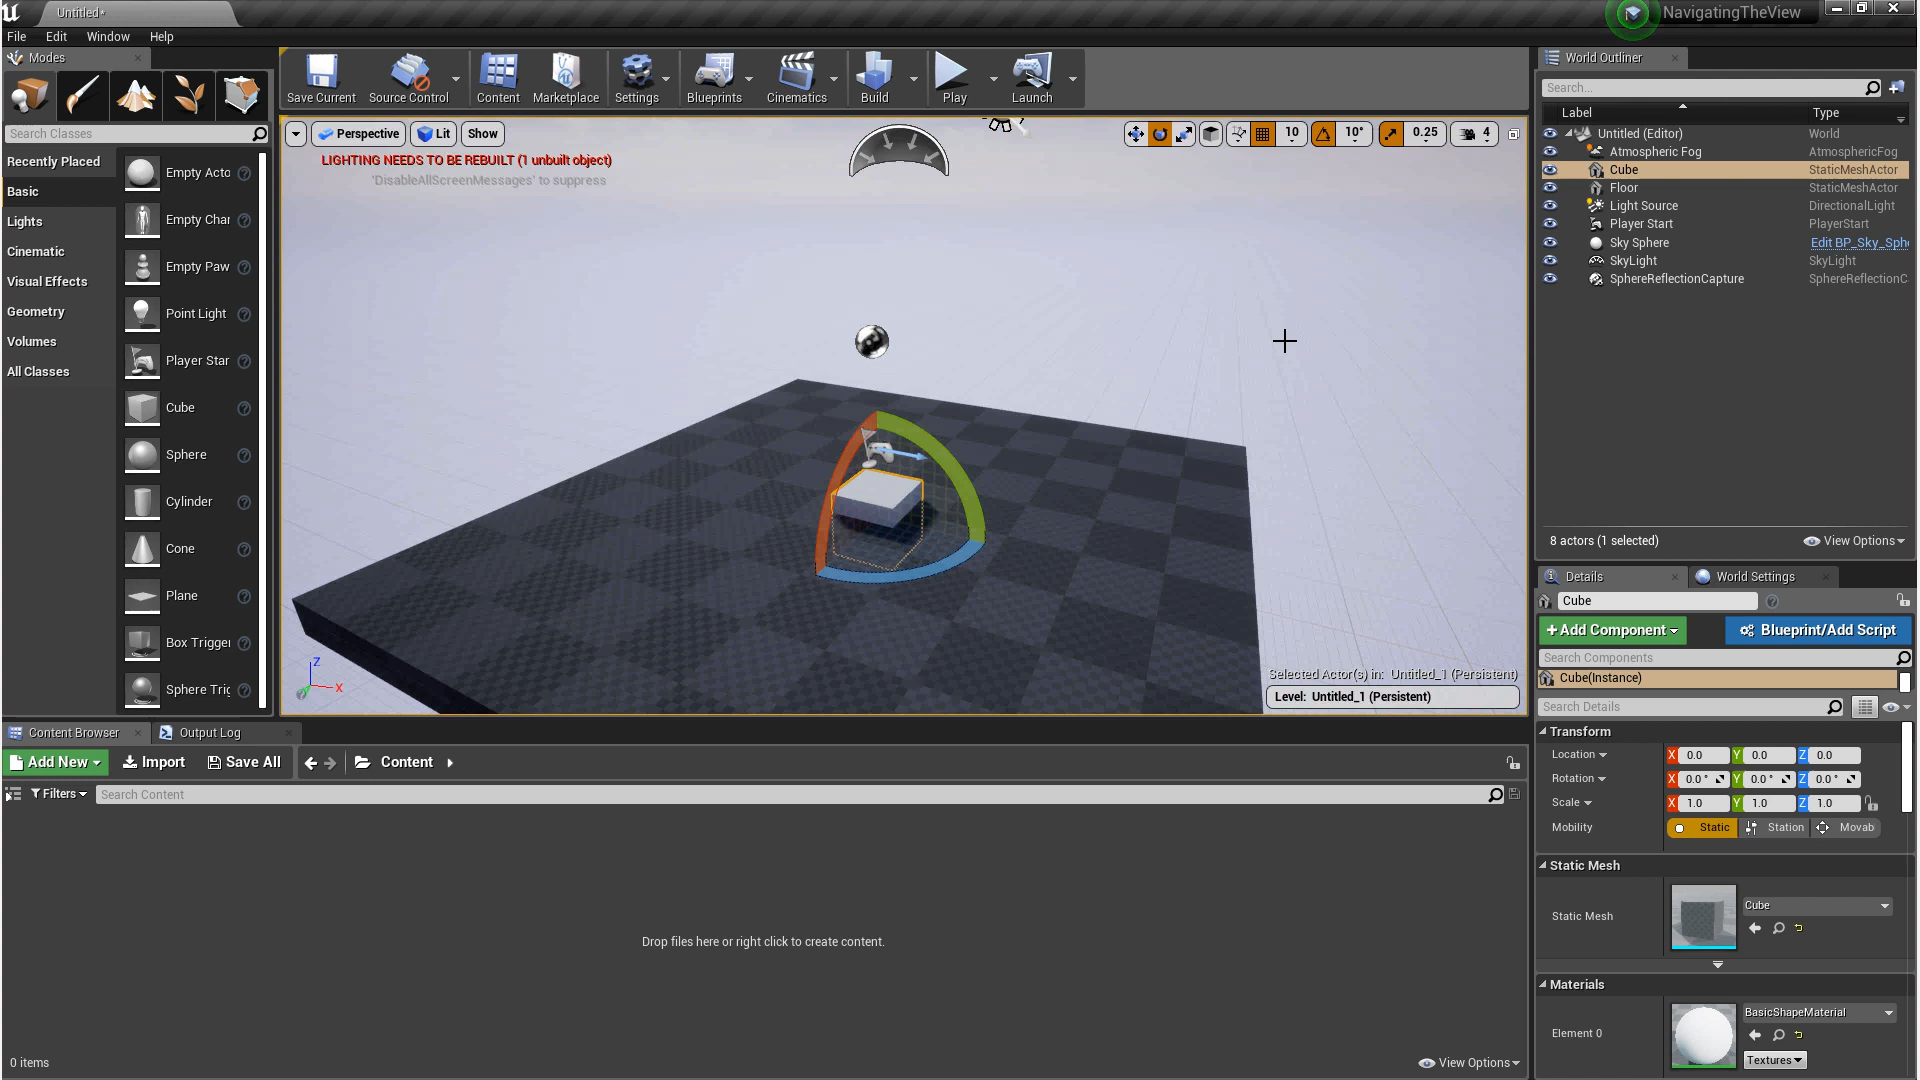 Untitled*
NavigatingTheView
File Edit Window Help
Modes
Save Current
Source Control
Content
Marketplace
Settings
Blueprints
Cinematics
Build
Play
Launch
Search Classes
Recently Placed
Basic
Lights
Cinematic
Visual Effects
Geometry
Volumes
All Classes
Empty Acto
Empty Char
Empty Paw
Point Light
Player Star
Cube
Sphere
Cylinder
Cone
Plane
Box Trigger
Sphere Trig
Perspective Lit Show
10 10° 0.25 4
LIGHTING NEEDS TO BE REBUILT (1 unbuilt object)
'DisableAllScreenMessages' to suppress
Z
X
Selected Actor(s) in: Untitled_1 (Persistent)
Level: Untitled_1 (Persistent)
World Outliner
Search...
Label Type
Untitled (Editor) World
Atmospheric Fog AtmosphericFog
Cube StaticMeshActor
Floor StaticMeshActor
Light Source DirectionalLight
Player Start PlayerStart
Sky Sphere Edit BP_Sky_Sph
SkyLight SkyLight
SphereReflectionCapture SphereReflectionC
8 actors (1 selected) View Options
Details World Settings
Cube
+Add Component Blueprint/Add Script
Search Components
Cube(Instance)
Search Details
Transform
Location X 0.0 Y 0.0 Z 0.0
Rotation X 0.0 ° Y 0.0 ° Z 0.0 °
Scale X 1.0 Y 1.0 Z 1.0
Mobility Static Station Movab
Static Mesh
Static Mesh Cube
Materials
Element 0 BasicShapeMaterial
Textures
Content Browser Output Log
Add New Import Save All Content
Filters Search Content
Drop files here or right click to create content.
0 items View Options